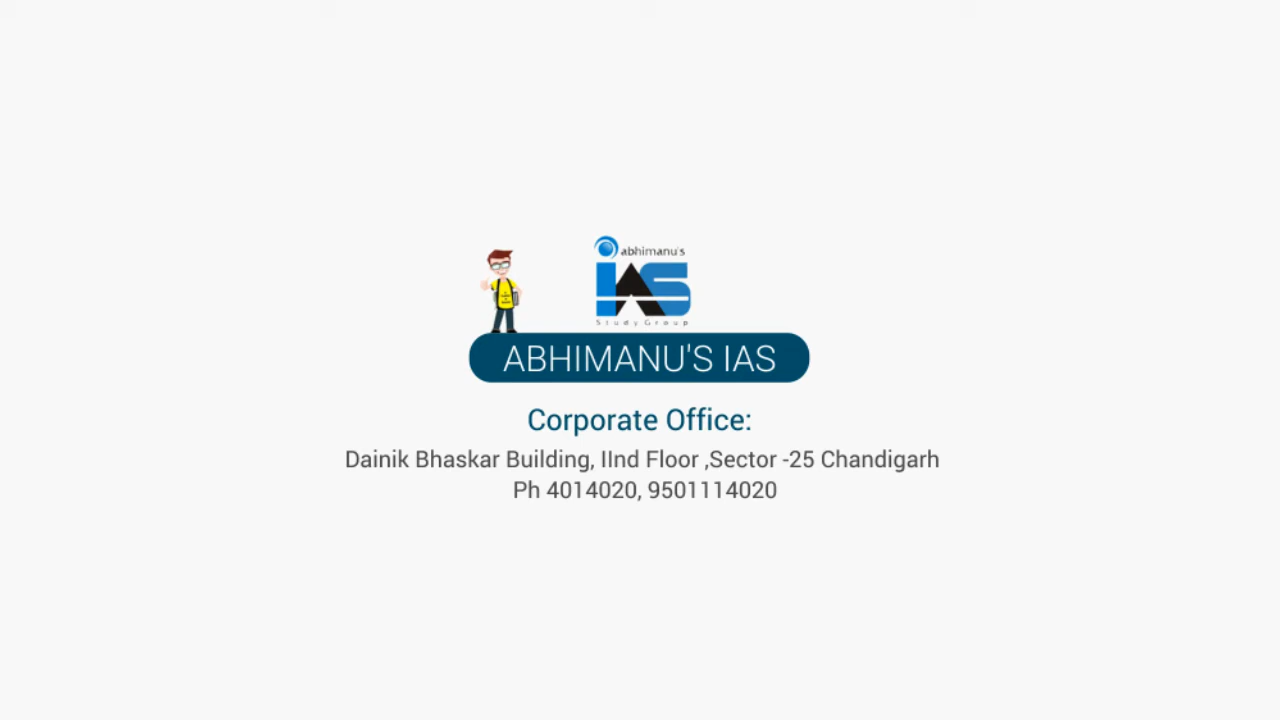 abhimanu's
iAS
Study Group
ABHIMANU'S IAS
Corporate Office:
Dainik Bhaskar Building, IInd Floor ,Sector -25 Chandigarh
Ph 4014020, 9501114020